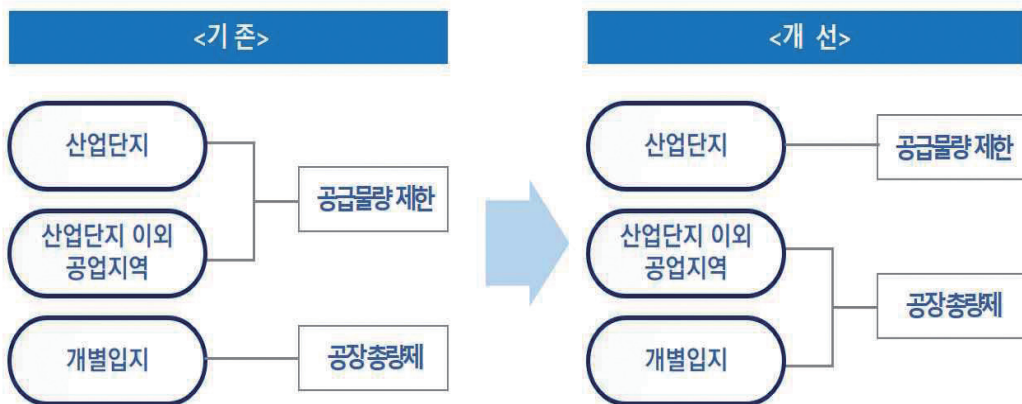 <기 존>
산업단지
산업단지 이외
공업지역
개별입지
공급물량 제한
공장 총량제
<개 선>
산업단지
산업단지 이외
공업지역
개별입지
공급물량 제한
공장 총량제